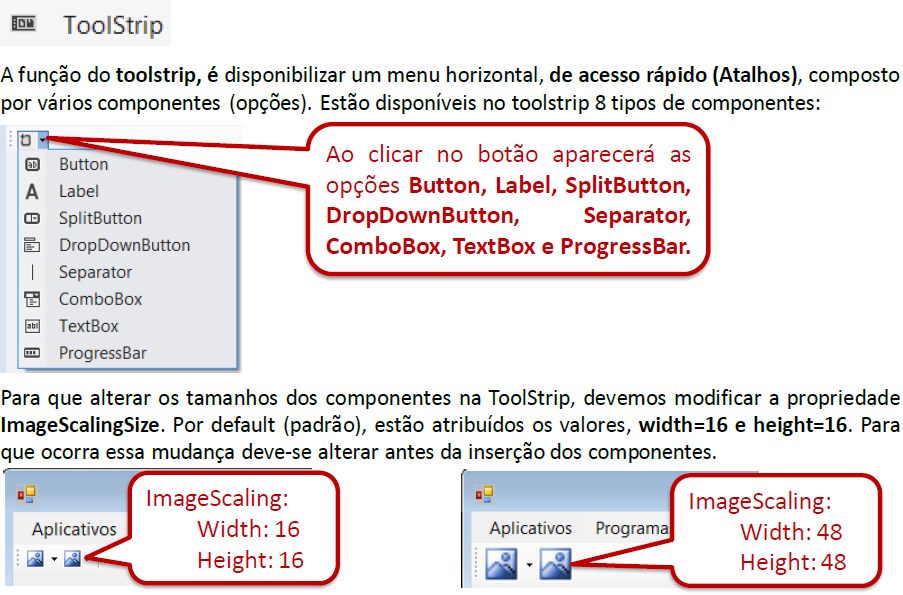 ToolStrip
A função do toolstrip, é disponibilizar um menu horizontal, de acesso rápido (Atalhos), composto
por vários componentes (opções). Estão disponíveis no toolstrip 8 tipos de componentes:
Ao clicar no botão aparecerá as
opções Button, Label, SplitButton,
DropDownButton, Separator,
ComboBox, TextBox e ProgressBar.
Button
A Label
SplitButton
DropDownButton
Separator
ComboBox
TextBox
ProgressBar
Para que alterar os tamanhos dos componentes na ToolStrip, devemos modificar a propriedade
ImageScalingSize. Por default (padrão), estão atribuídos os valores, width=16 e height=16. Para
que ocorra essa mudança deve-se alterar antes da inserção dos componentes.
Aplicativos
ImageScaling:
Width: 16
Height: 16
Aplicativos Programa
ImageScaling:
Width: 48
Height: 48